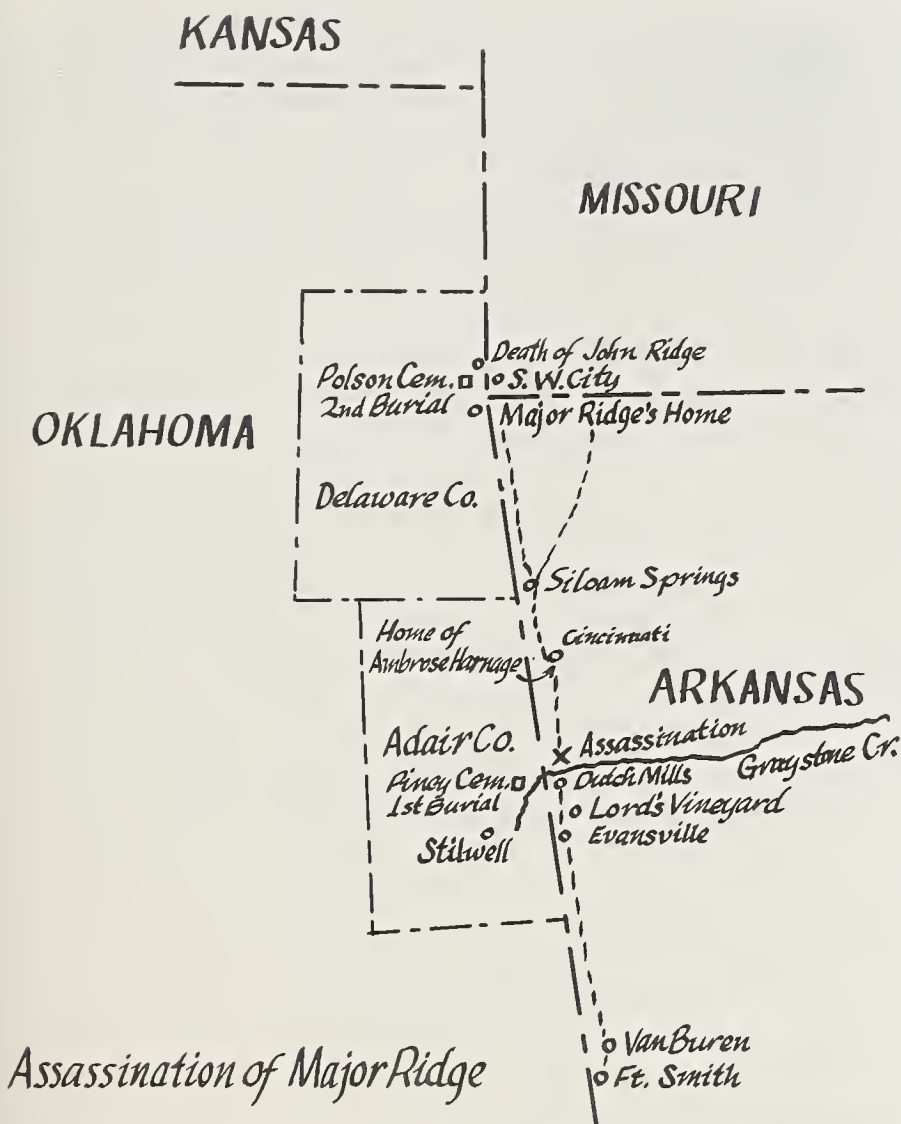 KANSAS
MISSOURI
Death of John Ridge
Polson Cem.
S.W. City
2nd Burial
Major Ridge's Home
OKLAHOMA
Delaware Co.
Siloam Springs
Home of
Ambrose Harnage
Cincinnati
ARKANSAS
Adair Co.
Assassination
Graystone Cr.
Piney Cem.
1st Burial
Dutch Mills
Lord's Vineyard
Evansville
Stilwell
Van Buren
Ft. Smith
Assassination of Major Ridge